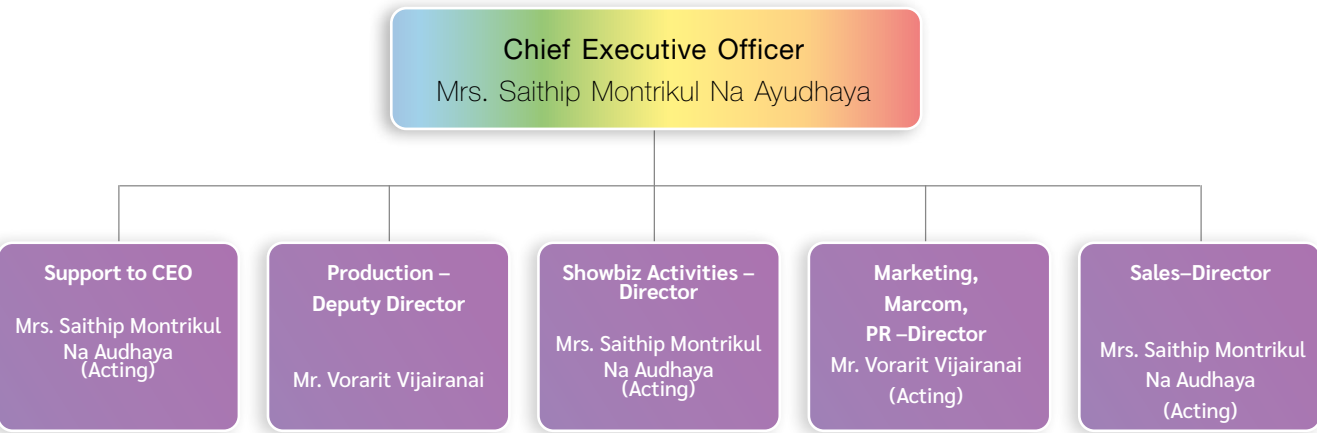 Chief Executive Officer
Mrs. Saithip Montrikul Na Ayudhaya
Support to CEO
Mrs. Saithip Montrikul
Na Audhaya
(Acting)
Production –
Deputy Director
Mr. Vorarit Vijairanai
Showbiz Activities –
Director
Mrs. Saithip Montrikul
Na Audhaya
(Acting)
Marketing,
Marcom,
PR –Director
Mr. Vorarit Vijairanai
(Acting)
Sales–Director
Mrs. Saithip Montrikul
Na Audhaya
(Acting)